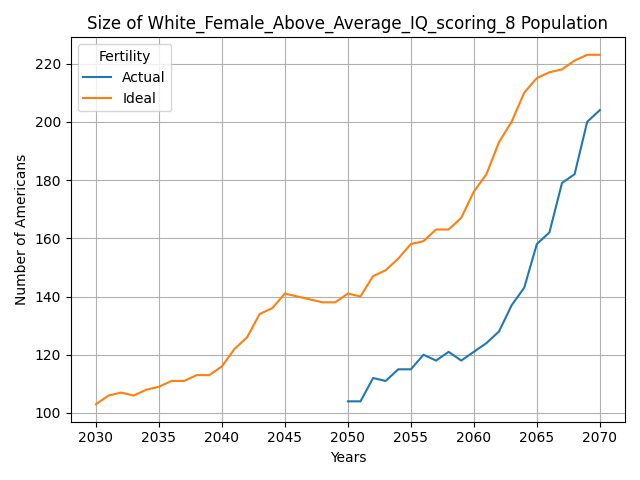 Size of White_Female_Above_Average_IQ_scoring_8 Population
Fertility
Actual
Ideal
Number of Americans
220
200
180
160
140
120
100
2030 2035 2040 2045 2050 2055 2060 2065 2070
Years